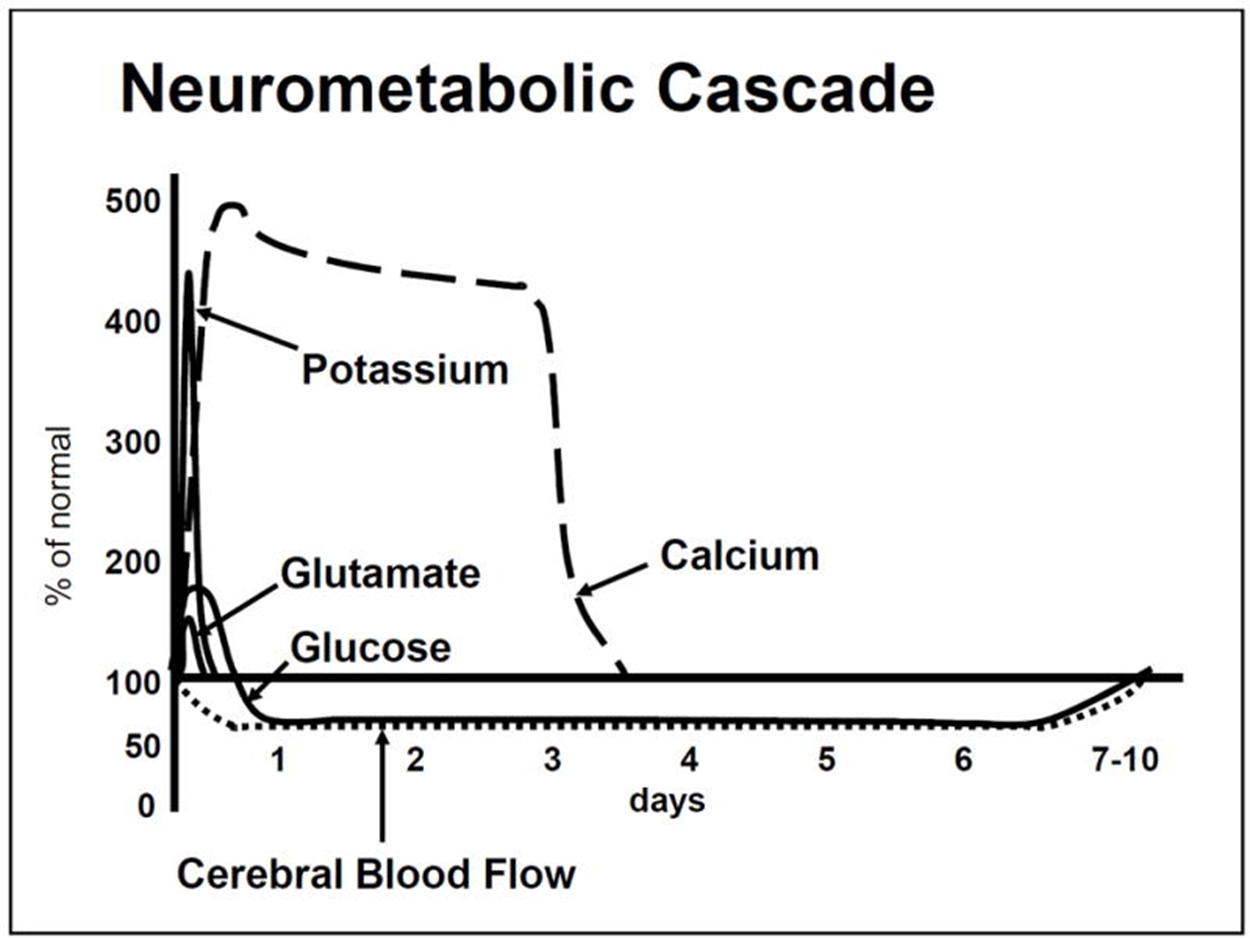 Neurometabolic Cascade
500
400
300
200
100
50
0
% of normal
Potassium
Glutamate
Glucose
Calcium
1 2 3 4 5 6 7-10
days
Cerebral Blood Flow